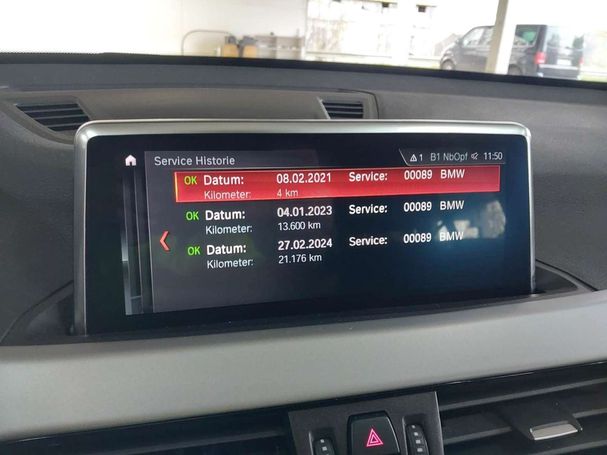 Service Historie 1 B1 NbOpf 11:50
OK Datum: 08.02.2021 Service: 00089 BMW
Kilometer: 4 km
OK Datum: 04.01.2023 Service: 00089 BMW
Kilometer: 13.600 km
OK Datum: 27.02.2024 Service: 00089 BMW
Kilometer: 21.176 km